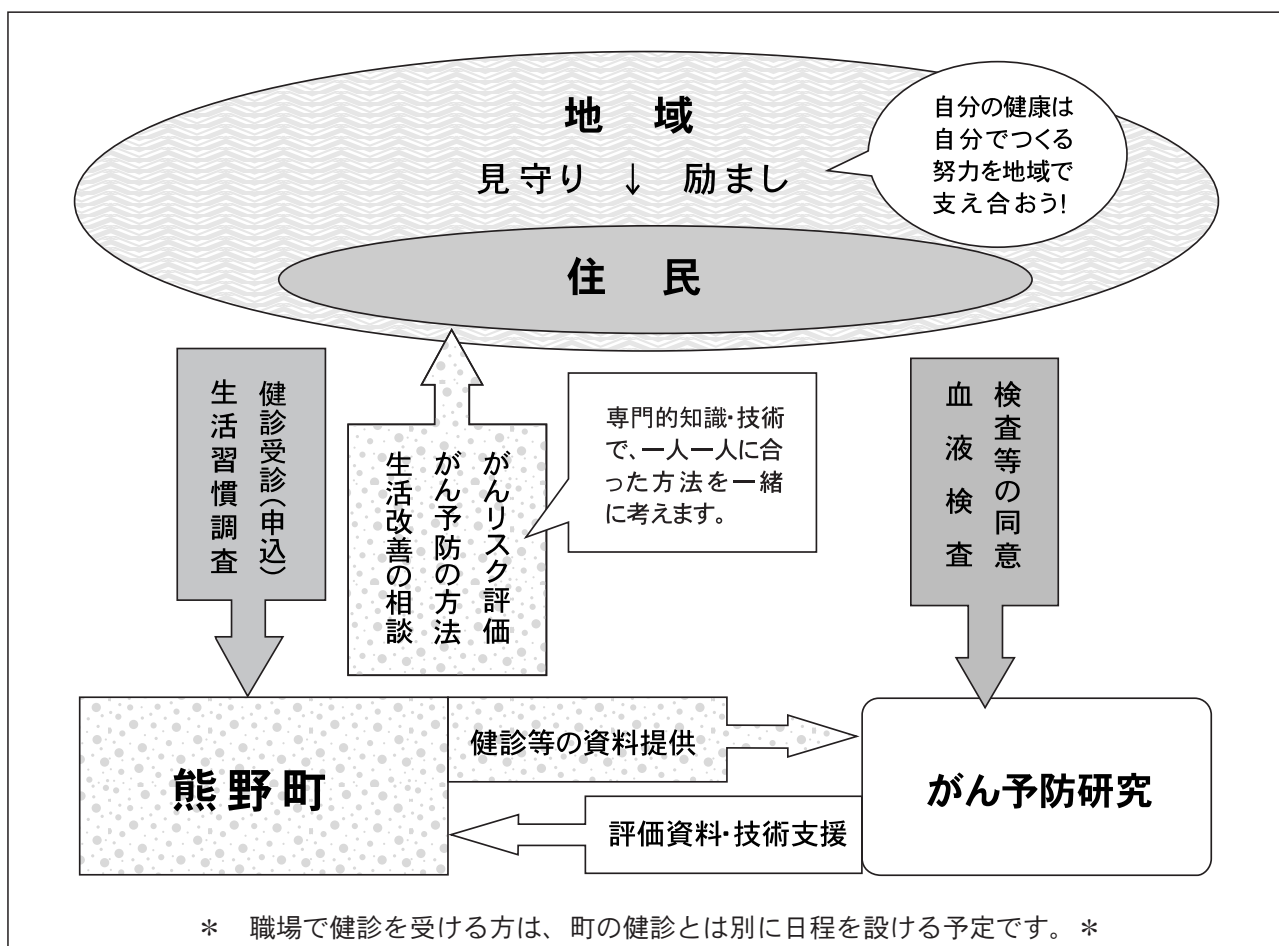 地　域
見守り ↓ 励まし
自分の健康は
自分でつくる
努力を地域で
支え合おう!
住　民
健診受診(申込)
生活習慣調査
がんリスク評価
がん予防の方法
生活改善の相談
専門的知識・技術
で、一人一人に合
った方法を一緒
に考えます。
検査等の同意
血液検査
熊野町
健診等の資料提供
評価資料・技術支援
がん予防研究
＊　職場で健診を受ける方は、町の健診とは別に日程を設ける予定です。＊